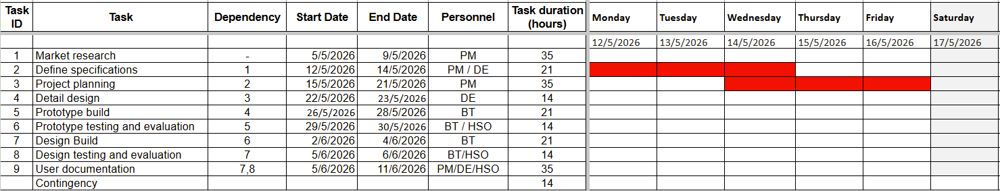 Task ID Task Dependency Start Date End Date Personnel Task duration (hours) Monday Tuesday Wednesday Thursday Friday Saturday
12/5/2026 13/5/2026 14/5/2026 15/5/2026 16/5/2026 17/5/2026
1 Market research - 5/5/2026 9/5/2026 PM 35
2 Define specifications 1 12/5/2026 14/5/2026 PM / DE 21
3 Project planning 2 15/5/2026 21/5/2026 PM 35
4 Detail design 3 22/5/2026 23/5/2026 DE 14
5 Prototype build 4 26/5/2026 28/5/2026 BT 21
6 Prototype testing and evaluation 5 29/5/2026 30/5/2026 BT / HSO 14
7 Design Build 6 2/6/2026 4/6/2026 BT 21
8 Design testing and evaluation 7 5/6/2026 6/6/2026 BT/HSO 14
9 User documentation 7,8 5/6/2026 11/6/2026 PM/DE/HSO 35
Contingency 14